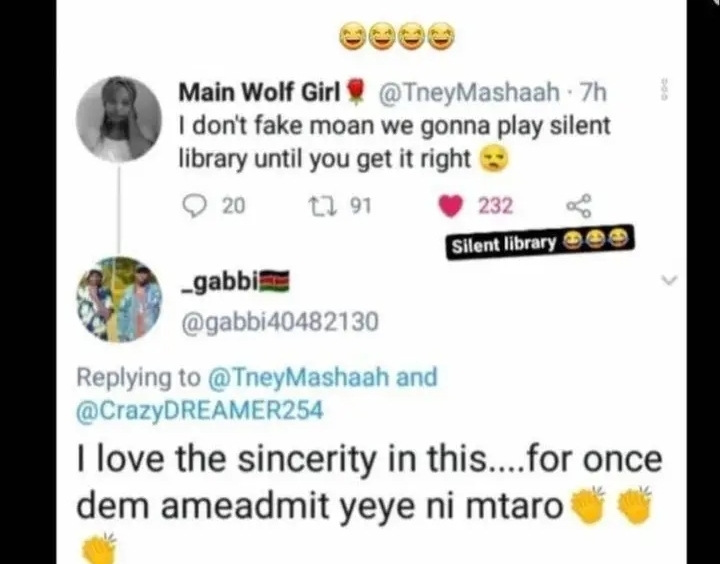 😂😂😂😂
Main Wolf Girl🌹 @TneyMashaah · 7h
I don't fake moan we gonna play silent
library until you get it right 😒
20 91 232
Silent library 😂😂😂
_gabbi🇰🇪
@gabbi40482130
Replying to @TneyMashaah and
@CrazyDREAMER254
I love the sincerity in this....for once
dem ameadmit yeye ni mtaro👏 👏
👏